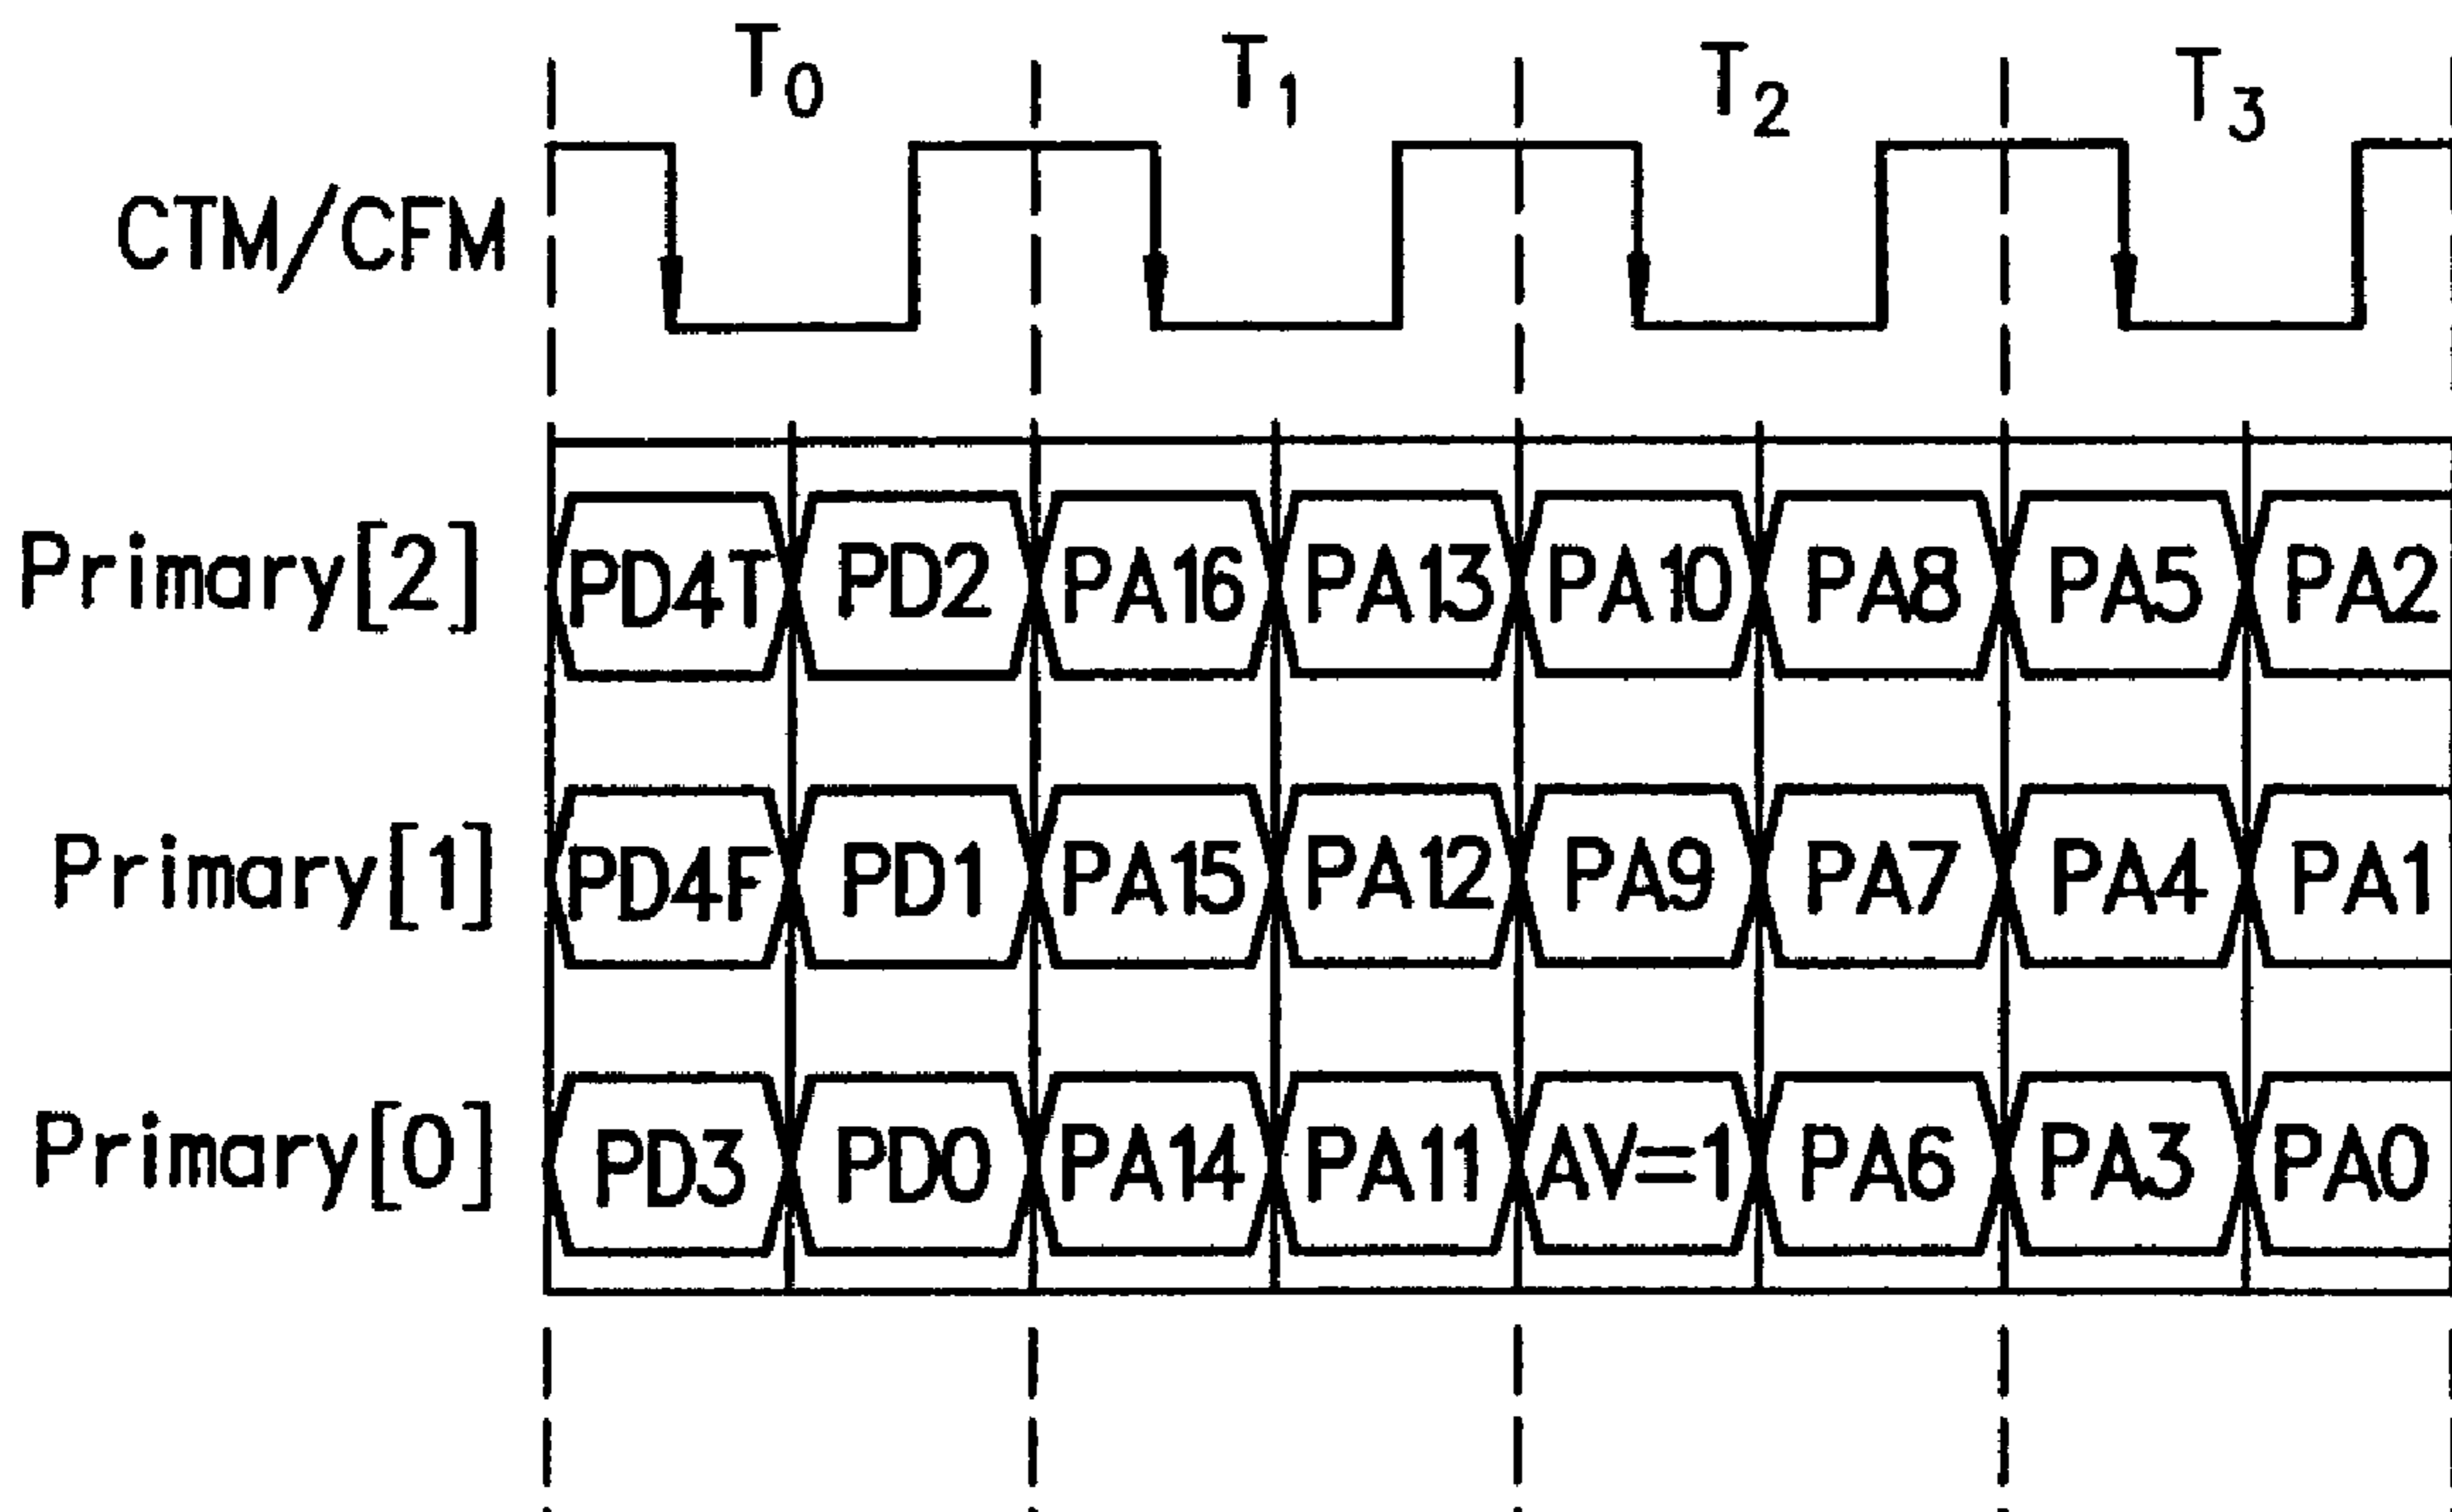 T0 T1 T2 T3
CTM/CFM
Primary[2] PD4T PD2 PA16 PA13 PA10 PA8 PA5 PA2
Primary[1] PD4F PD1 PA15 PA12 PA9 PA7 PA4 PA1
Primary[0] PD3 PD0 PA14 PA11 AV=1 PA6 PA3 PA0